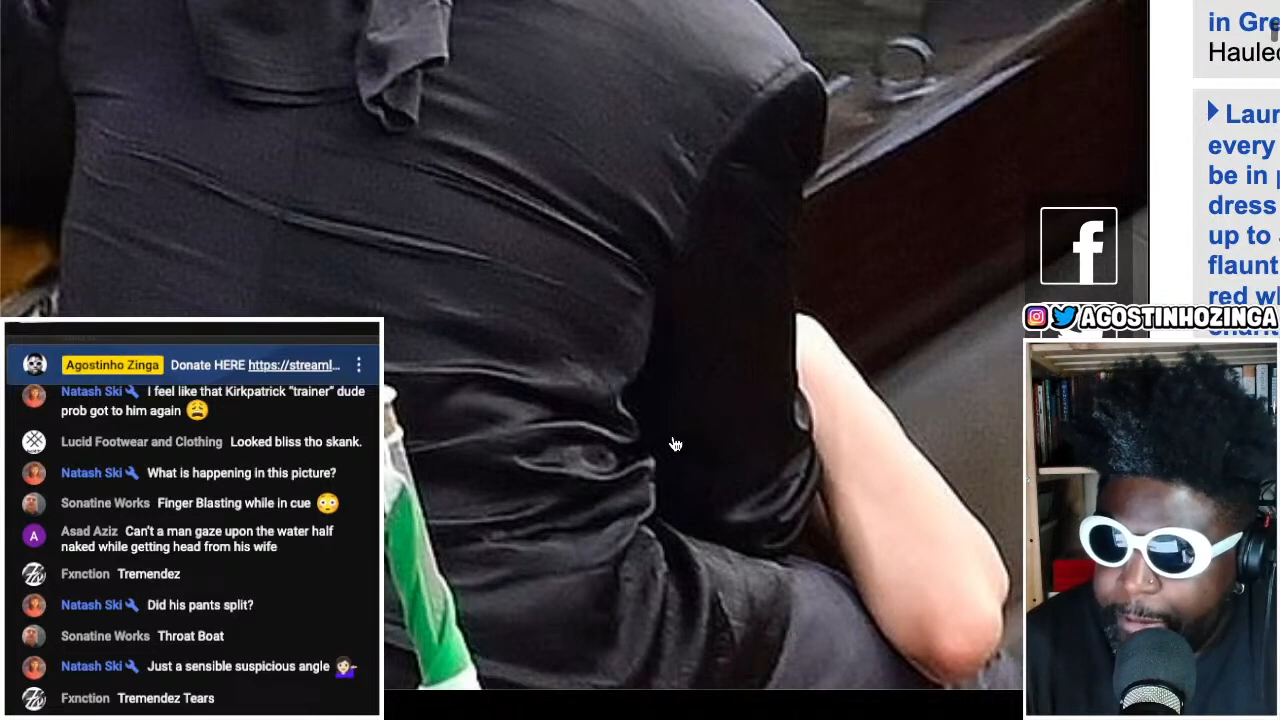 in Gre
Haulec
Laur
every
be in p
dress
up to
flaunt
red wh
f
AGOSTINHOZINGA
Agostinho Zinga Donate HERE https://streaml...
Natash Ski I feel like that Kirkpatrick “trainer” dude
prob got to him again
Lucid Footwear and Clothing Looked bliss tho skank.
Natash Ski What is happening in this picture?
Sonatine Works Finger Blasting while in cue
A Asad Aziz Can't a man gaze upon the water half
naked while getting head from his wife
Fxnction Tremendez
Natash Ski Did his pants split?
Sonatine Works Throat Boat
Natash Ski Just a sensible suspicious angle
Fxnction Tremendez Tears